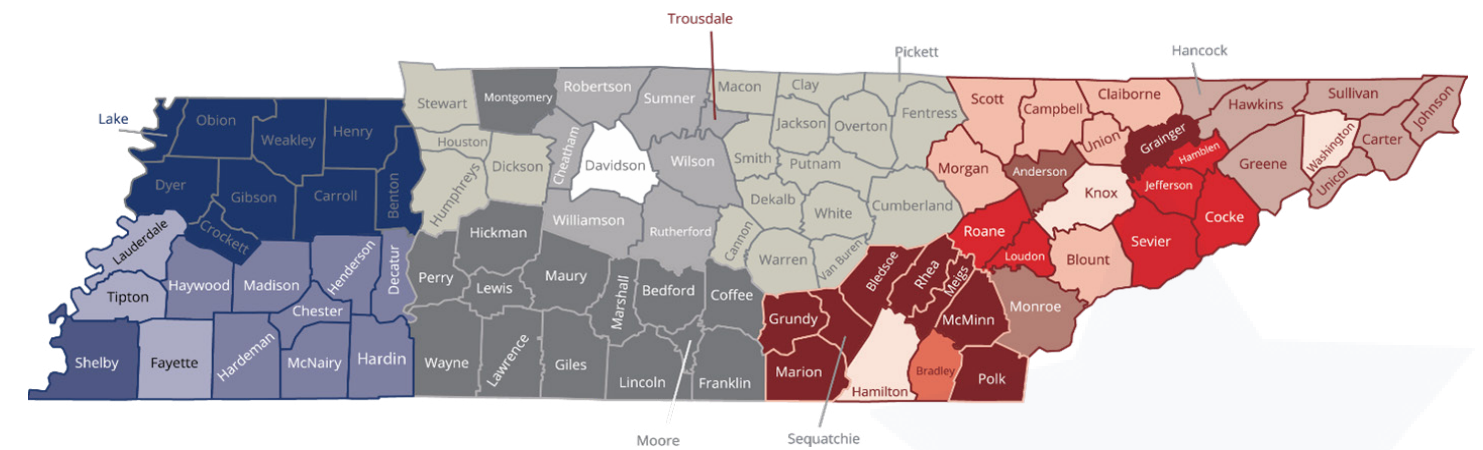 Trousdale
Pickett
Hancock
Lake
Obion
Weakley
Henry
Stewart
Montgomery
Robertson
Sumner
Macon
Clay
Fentress
Scott
Campbell
Claiborne
Hawkins
Sullivan
Johnson
Houston
Dickson
Cheatham
Davidson
Wilson
Smith
Jackson
Overton
Putnam
Morgan
Anderson
Union
Grainger
Hamblen
Greene
Washington
Carter
Unicoi
Dyer
Gibson
Carroll
Benton
Humphreys
Crockett
Williamson
Rutherford
Cannon
Dekalb
White
Cumberland
Roane
Loudon
Knox
Jefferson
Cocke
Sevier
Blount
Lauderdale
Tipton
Haywood
Madison
Henderson
Decatur
Chester
Perry
Hickman
Lewis
Maury
Marshall
Bedford
Coffee
Warren
Van Buren
Bledsoe
Rhea
Meigs
McMinn
Monroe
Shelby
Fayette
Hardeman
McNairy
Hardin
Wayne
Lawrence
Giles
Lincoln
Franklin
Grundy
Marion
Hamilton
Bradley
Polk
Moore
Sequatchie